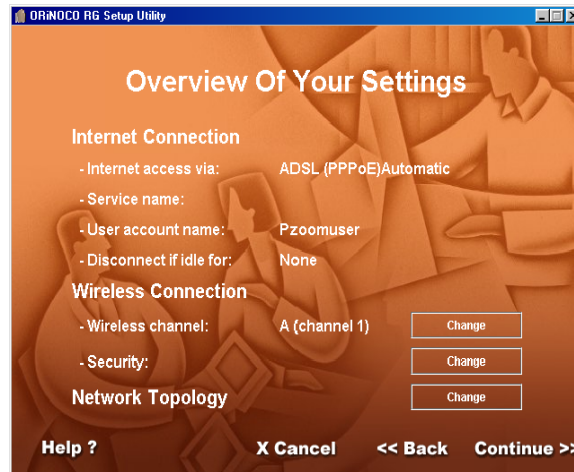 ORiNOCO RG Setup Utility
Overview Of Your Settings
Internet Connection
- Internet access via: ADSL (PPPoE)Automatic
- Service name:
- User account name: Pzoomuser
- Disconnect if idle for: None
Wireless Connection
- Wireless channel: A (channel 1) Change
- Security: Change
Network Topology Change
Help ? X Cancel << Back Continue >>